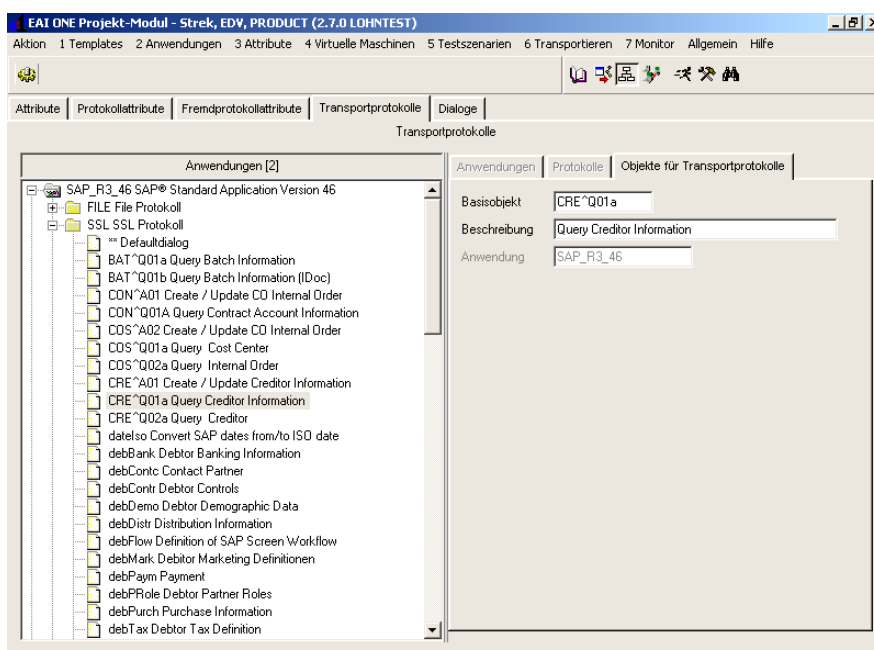 EAI ONE Projekt-Modul - Strek, EDV, PRODUCT (2.7.0 LOHNTEST)
Aktion 1 Templates 2 Anwendungen 3 Attribute 4 Virtuelle Maschinen 5 Testszenarien 6 Transportieren 7 Monitor Allgemein Hilfe
Attribute Protokollattribute Fremdprotokollattribute Transportprotokolle Dialoge
Transportprotokolle
Anwendungen [2]
SAP_R3_46 SAP® Standard Application Version 46
FILE File Protokoll
SSL SSL Protokoll
** Defaultdialog
BAT^Q01a Query Batch Information
BAT^Q01b Query Batch Information (IDoc)
CON^A01 Create / Update CO Internal Order
CON^Q01A Query Contract Account Information
COS^A02 Create / Update CO Internal Order
COS^Q01a Query Cost Center
COS^Q02a Query Internal Order
CRE^A01 Create / Update Creditor Information
CRE^Q01a Query Creditor Information
CRE^Q02a Query Creditor
dateIso Convert SAP dates from/to ISO date
debBank Debtor Banking Information
debContc Contact Partner
debContr Debtor Controls
debDemo Debtor Demographic Data
debDistr Distribution Information
debFlow Definition of SAP Screen Workflow
debMark Debitor Marketing Definitionen
debPaym Payment
debPRole Debtor Partner Roles
debPurch Purchase Information
debTax Debtor Tax Definition
Anwendungen Protokolle Objekte für Transportprotokolle
Basisobjekt CRE^Q01a
Beschreibung Query Creditor Information
Anwendung SAP_R3_46